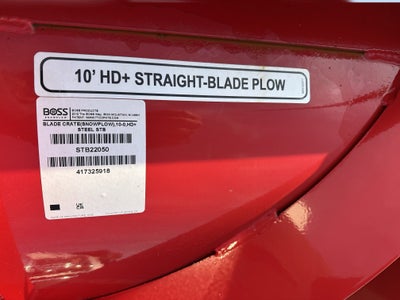 10' HD+ STRAIGHT-BLADE PLOW
BOSS
BOSS PRODUCTS
BLADE CRATE(SNOWPLOW),10-0,HD+
STEEL STB
STB22050
417325918